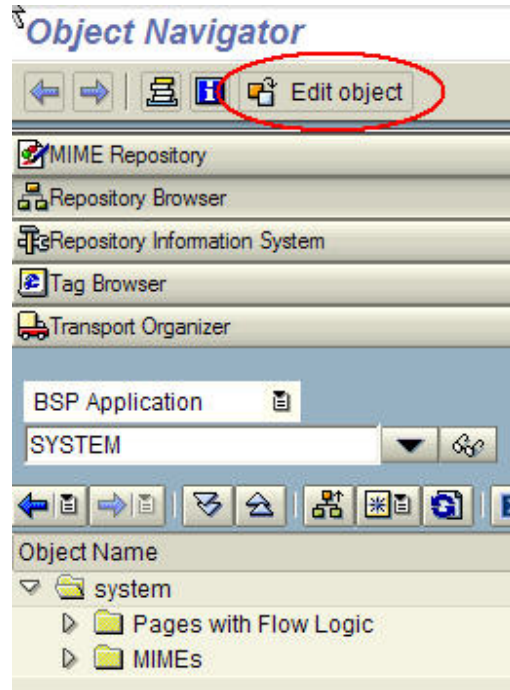 Object Navigator
Edit object
MIME Repository
Repository Browser
Repository Information System
Tag Browser
Transport Organizer
BSP Application
SYSTEM
Object Name
system
Pages with Flow Logic
MIMEs